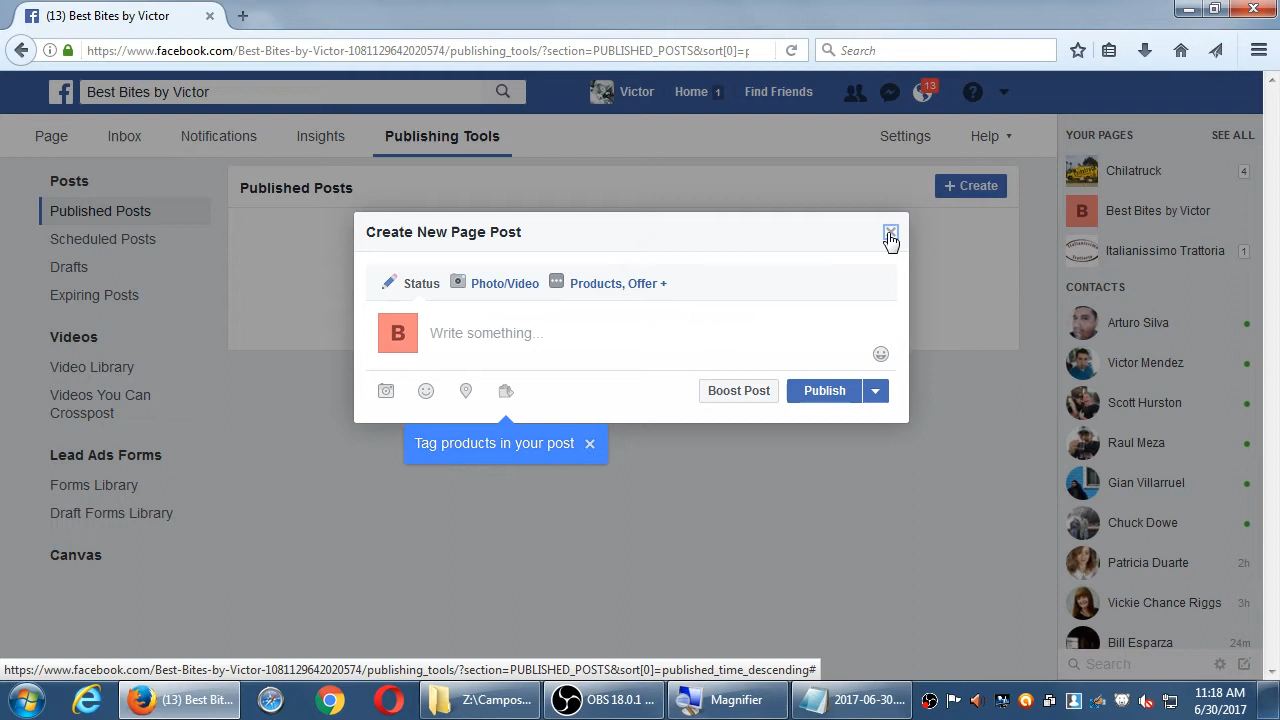 (13) Best Bites by Victor
https://www.facebook.com/Best-Bites-by-Victor-1081129642020574/publishing_tools/?section=PUBLISHED_POSTS&sort[0]=p
Search
Best Bites by Victor
Victor
Home 1
Find Friends
13
Page
Inbox
Notifications
Insights
Publishing Tools
Settings
Help
Posts
Published Posts
Scheduled Posts
Drafts
Expiring Posts
Videos
Video Library
Videos You Can
Crosspost
Lead Ads Forms
Forms Library
Draft Forms Library
Canvas
Published Posts
+ Create
Create New Page Post
Status
Photo/Video
Products, Offer +
B
Write something...
Boost Post
Publish
Tag products in your post
YOUR PAGES
SEE ALL
Chilatruck
4
B
Best Bites by Victor
Italianissimo Trattoria
1
CONTACTS
Arturo Silva
Victor Mendez
Scott Hurston
Raul Meza
Gian Villarruel
Chuck Dowe
Patricia Duarte
2h
Vickie Chance Riggs
3h
Bill Esparza
24m
Search
https://www.facebook.com/Best-Bites-by-Victor-1081129642020574/publishing_tools/?section=PUBLISHED_POSTS&sort[0]=published_time_descending#
(13) Best Bit...
Z:\Campos...
OBS 18.0.1 ...
Magnifier
2017-06-30....
11:18 AM
6/30/2017